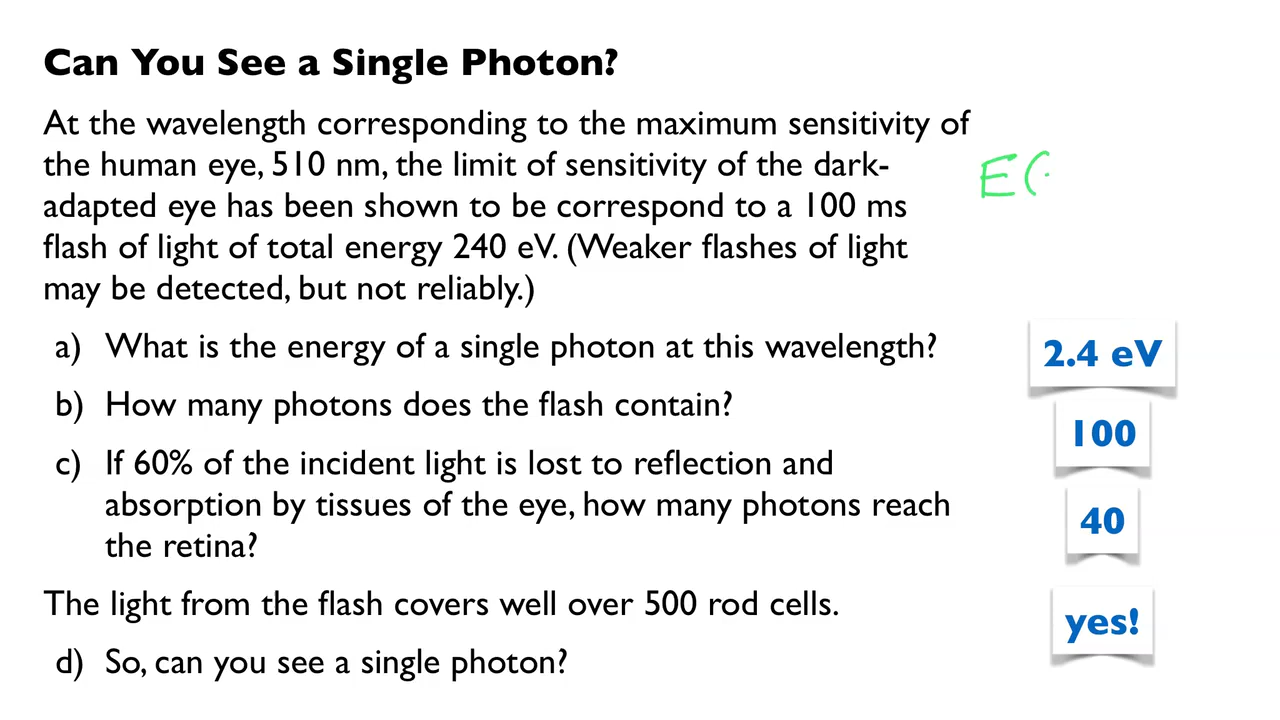 Can You See a Single Photon?
At the wavelength corresponding to the maximum sensitivity of
the human eye, 510 nm, the limit of sensitivity of the dark-
adapted eye has been shown to be correspond to a 100 ms
flash of light of total energy 240 eV. (Weaker flashes of light
may be detected, but not reliably.)
E(
a) What is the energy of a single photon at this wavelength?
2.4 eV
b) How many photons does the flash contain?
100
c) If 60% of the incident light is lost to reflection and
absorption by tissues of the eye, how many photons reach
the retina?
40
The light from the flash covers well over 500 rod cells.
d) So, can you see a single photon?
yes!